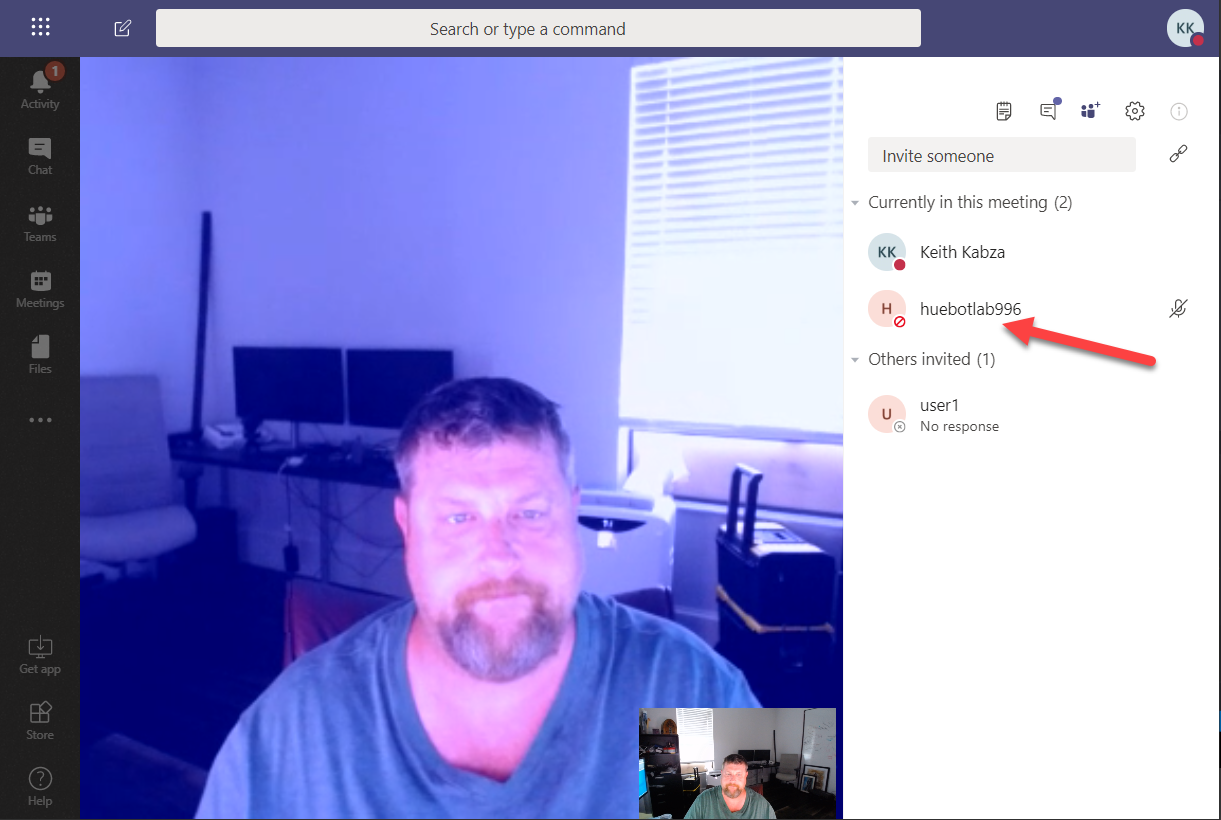 Search or type a command
KK
1
Activity
Chat
Teams
Meetings
Files
Get app
Store
Help
Invite someone
Currently in this meeting (2)
KK
Keith Kabza
H
huebotlab996
Others invited (1)
U
user1
No response